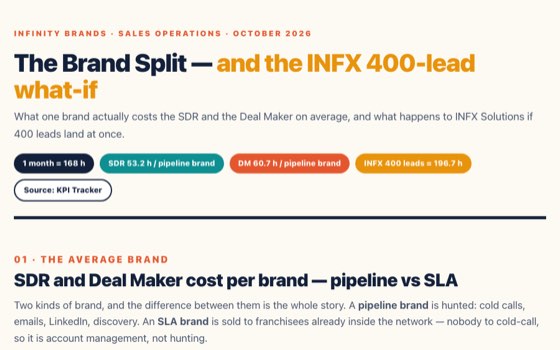 INFINITY BRANDS · SALES OPERATIONS · OCTOBER 2026
The Brand Split — and the INFX 400-lead
what-if
What one brand actually costs the SDR and the Deal Maker on average, and what happens to INFX Solutions if
400 leads land at once.
1 month = 168 h
SDR 53.2 h / pipeline brand
DM 60.7 h / pipeline brand
INFX 400 leads = 196.7 h
Source: KPI Tracker
01 · THE AVERAGE BRAND
SDR and Deal Maker cost per brand — pipeline vs SLA
Two kinds of brand, and the difference between them is the whole story. A pipeline brand is hunted: cold calls,
emails, LinkedIn, discovery. An SLA brand is sold to franchisees already inside the network — nobody to cold-call,
so it is account management, not hunting.